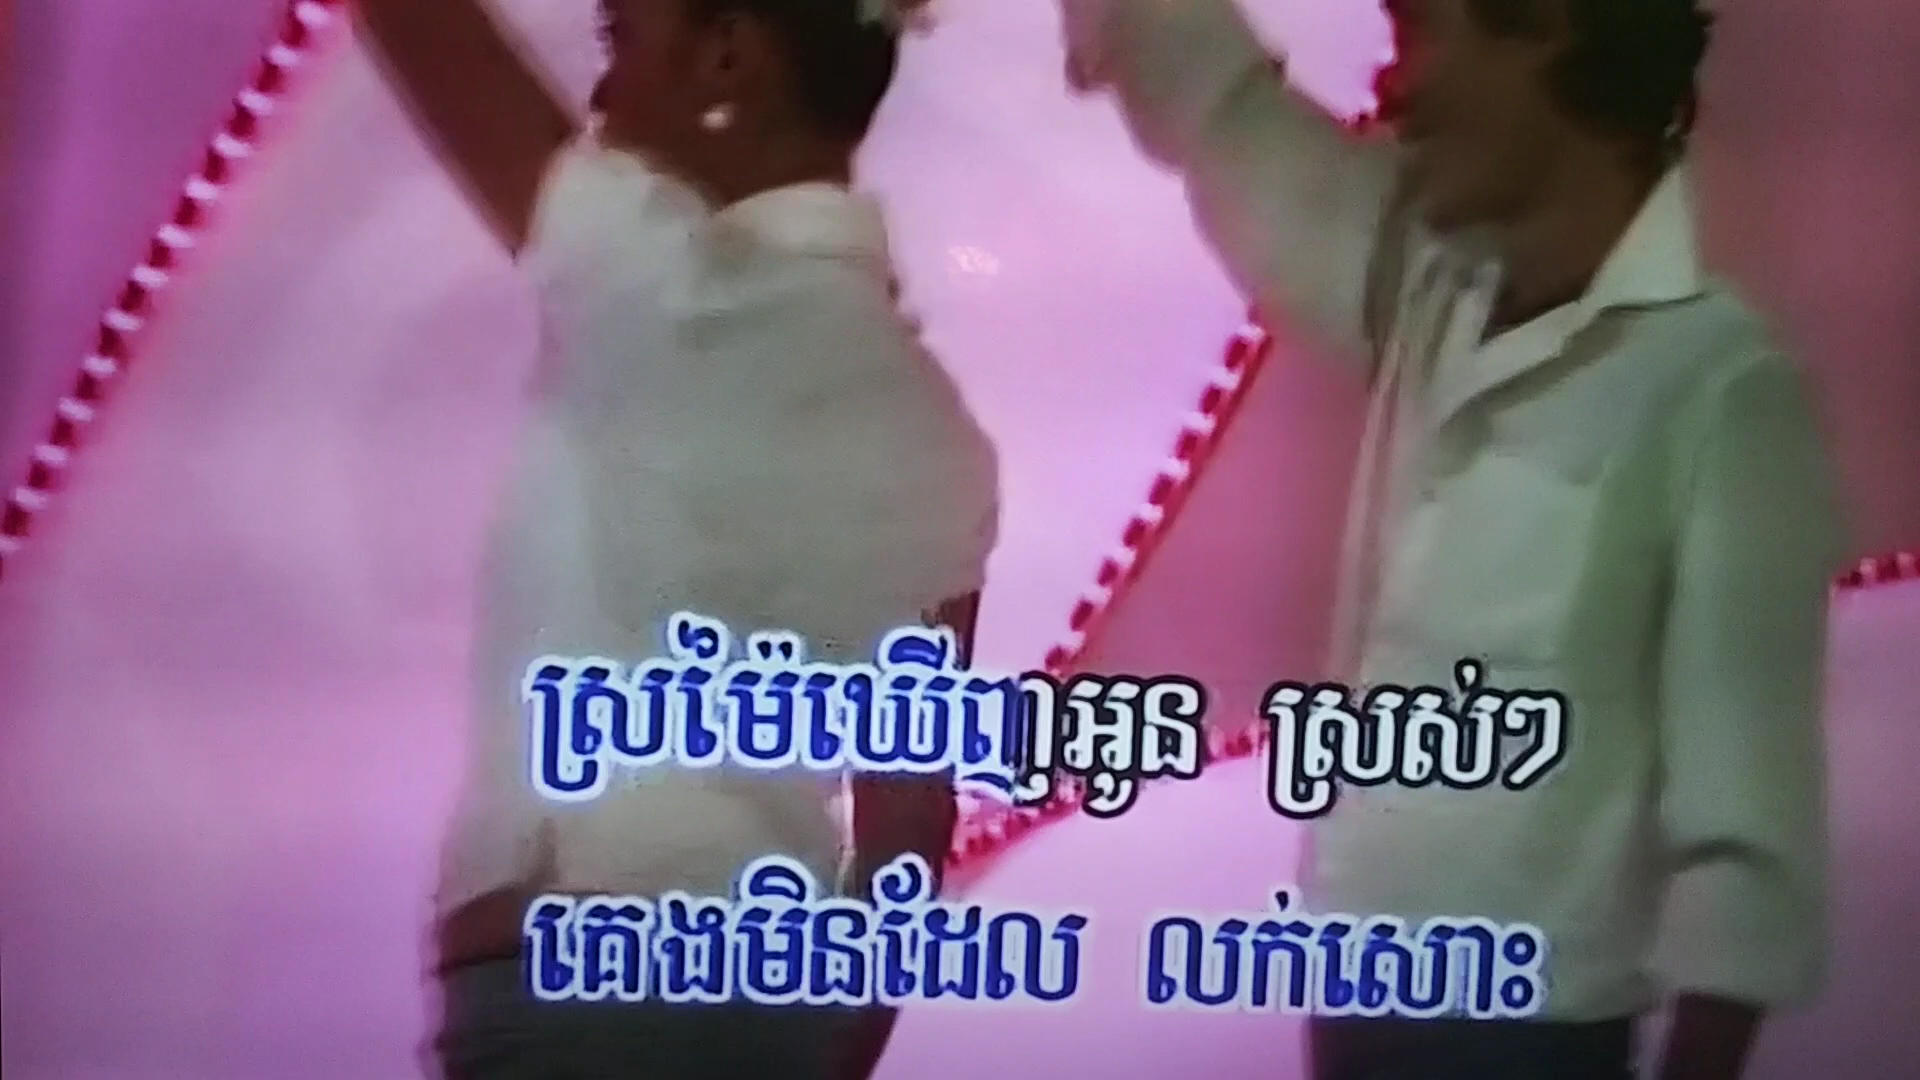 ស្រម៉ៃឃើញអូន ស្រស់ៗ
គេងមិនដែល លក់សោះ